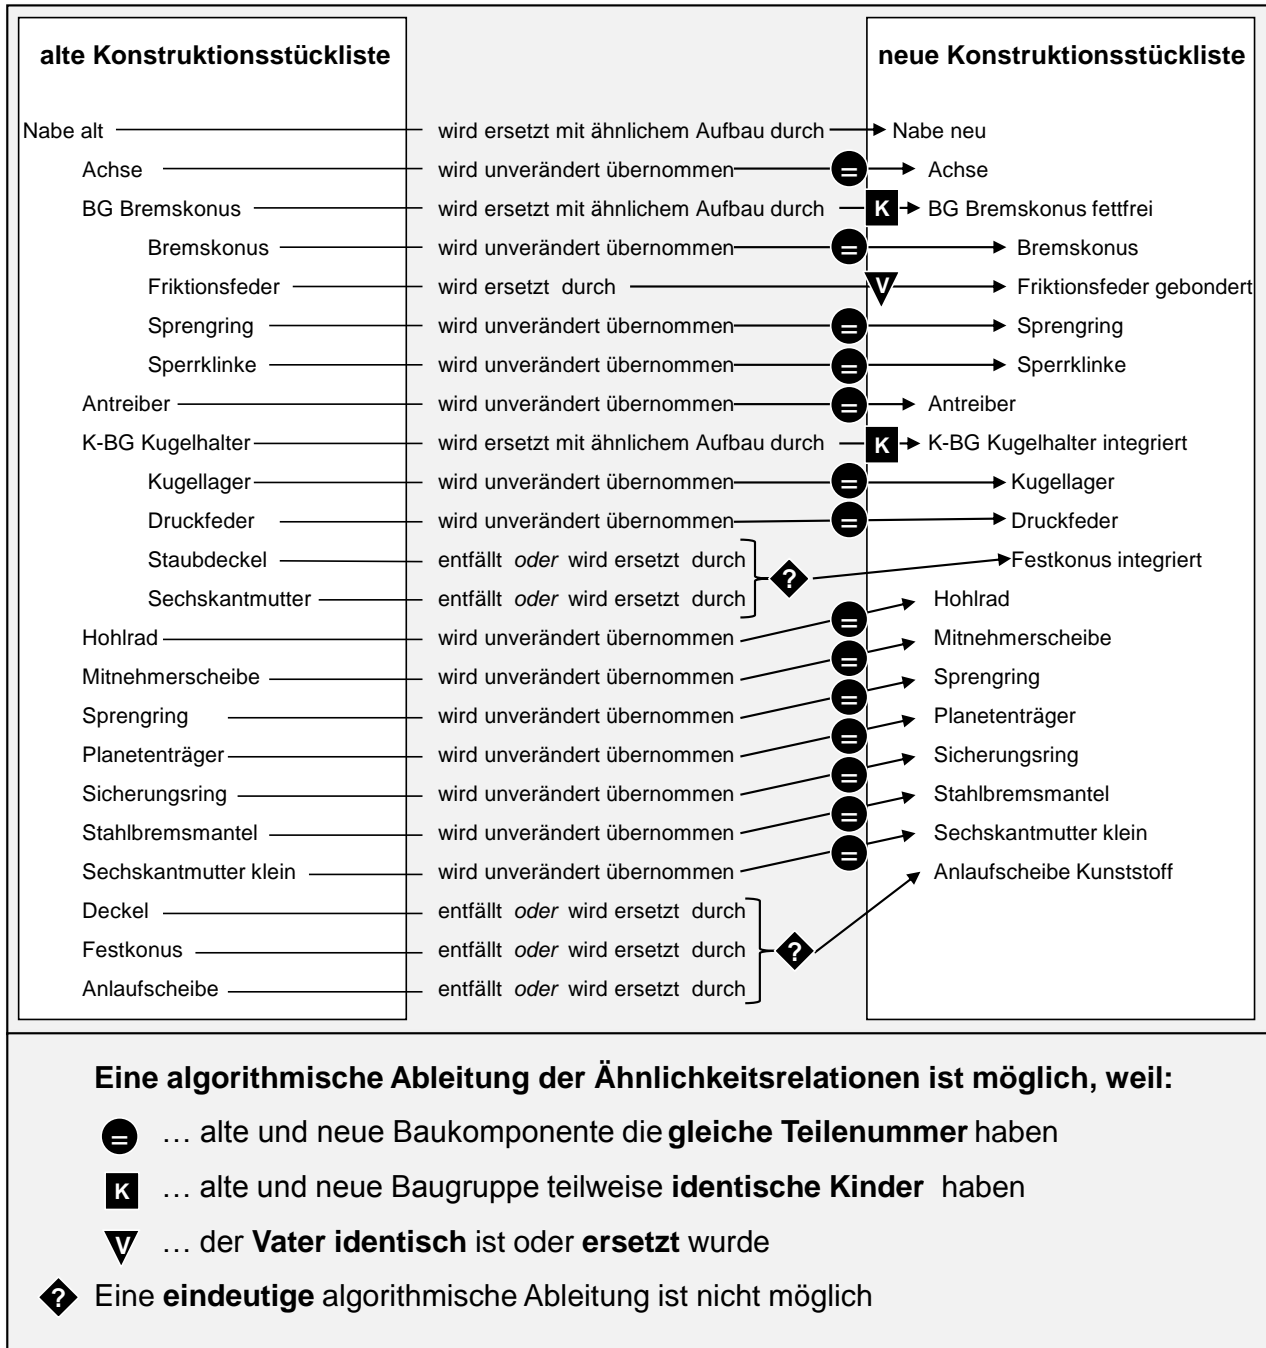 alte Konstruktionsstückliste neue Konstruktionsstückliste
Nabe alt wird ersetzt mit ähnlichem Aufbau durch Nabe neu
Achse wird unverändert übernommen = Achse
BG Bremskonus wird ersetzt mit ähnlichem Aufbau durch K BG Bremskonus fettfrei
Bremskonus wird unverändert übernommen = Bremskonus
Friktionsfeder wird ersetzt durch V Friktionsfeder gebondert
Sprengring wird unverändert übernommen = Sprengring
Sperrklinke wird unverändert übernommen = Sperrklinke
Antreiber wird unverändert übernommen = Antreiber
K-BG Kugelhalter wird ersetzt mit ähnlichem Aufbau durch K K-BG Kugelhalter integriert
Kugellager wird unverändert übernommen = Kugellager
Druckfeder wird unverändert übernommen = Druckfeder
Staubdeckel entfällt oder wird ersetzt durch ? Festkonus integriert
Sechskantmutter entfällt oder wird ersetzt durch Hohlrad
Hohlrad wird unverändert übernommen = Mitnehmerscheibe
Mitnehmerscheibe wird unverändert übernommen = Sprengring
Sprengring wird unverändert übernommen = Planetenträger
Planetenträger wird unverändert übernommen = Sicherungsring
Sicherungsring wird unverändert übernommen = Stahlbremsmantel
Stahlbremsmantel wird unverändert übernommen = Sechskantmutter klein
Sechskantmutter klein wird unverändert übernommen = Anlaufscheibe Kunststoff
Deckel entfällt oder wird ersetzt durch
Festkonus entfällt oder wird ersetzt durch ?
Anlaufscheibe entfällt oder wird ersetzt durch
Eine algorithmische Ableitung der Ähnlichkeitsrelationen ist möglich, weil:
= … alte und neue Baukomponente die gleiche Teilenummer haben
K … alte und neue Baugruppe teilweise identische Kinder haben
V … der Vater identisch ist oder ersetzt wurde
? Eine eindeutige algorithmische Ableitung ist nicht möglich